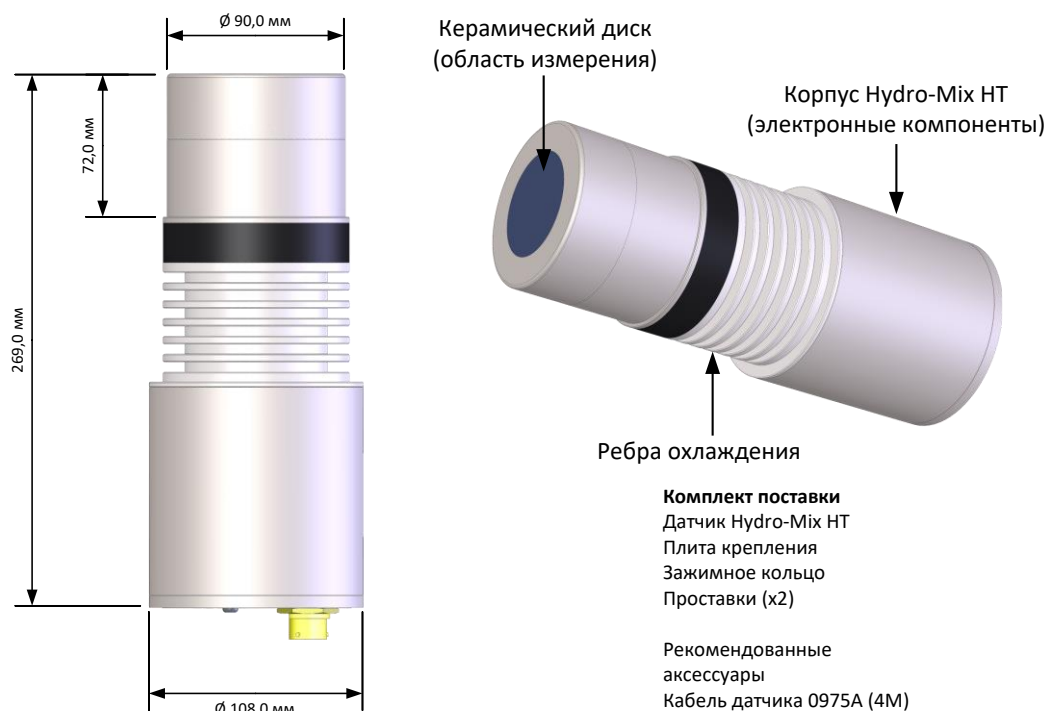 Ø 90,0 мм
72,0 мм
269,0 мм
Ø 108,0 мм
Керамический диск
(область измерения)
Корпус Hydro-Mix HT
(электронные компоненты)
Ребра охлаждения
Комплект поставки
Датчик Hydro-Mix HT
Плита крепления
Зажимное кольцо
Проставки (x2)
Рекомендованные
аксессуары
Кабель датчика 0975A (4M)